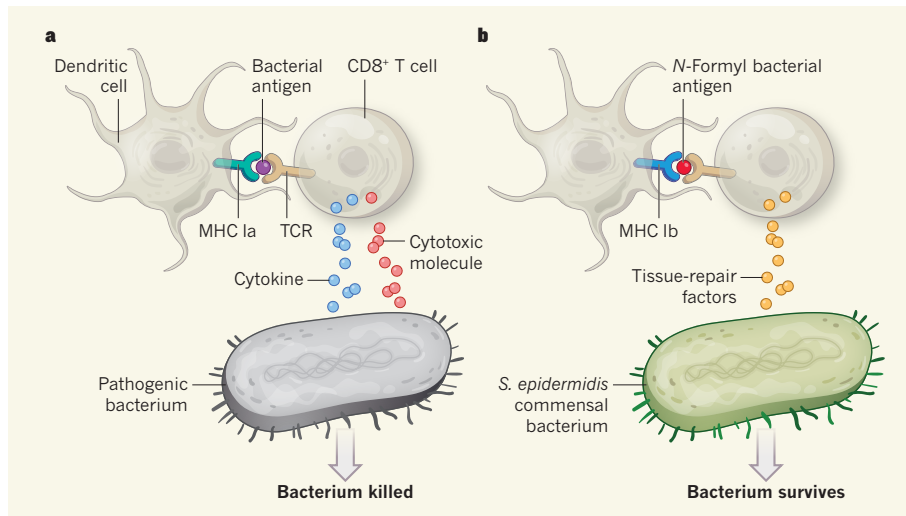 a
Dendritic
cell
Bacterial
antigen
CD8⁺ T cell
MHC Ia
TCR
Cytokine
Cytotoxic
molecule
Pathogenic
bacterium
Bacterium killed
b
N-Formyl bacterial
antigen
MHC Ib
Tissue-repair
factors
S. epidermidis
commensal
bacterium
Bacterium survives